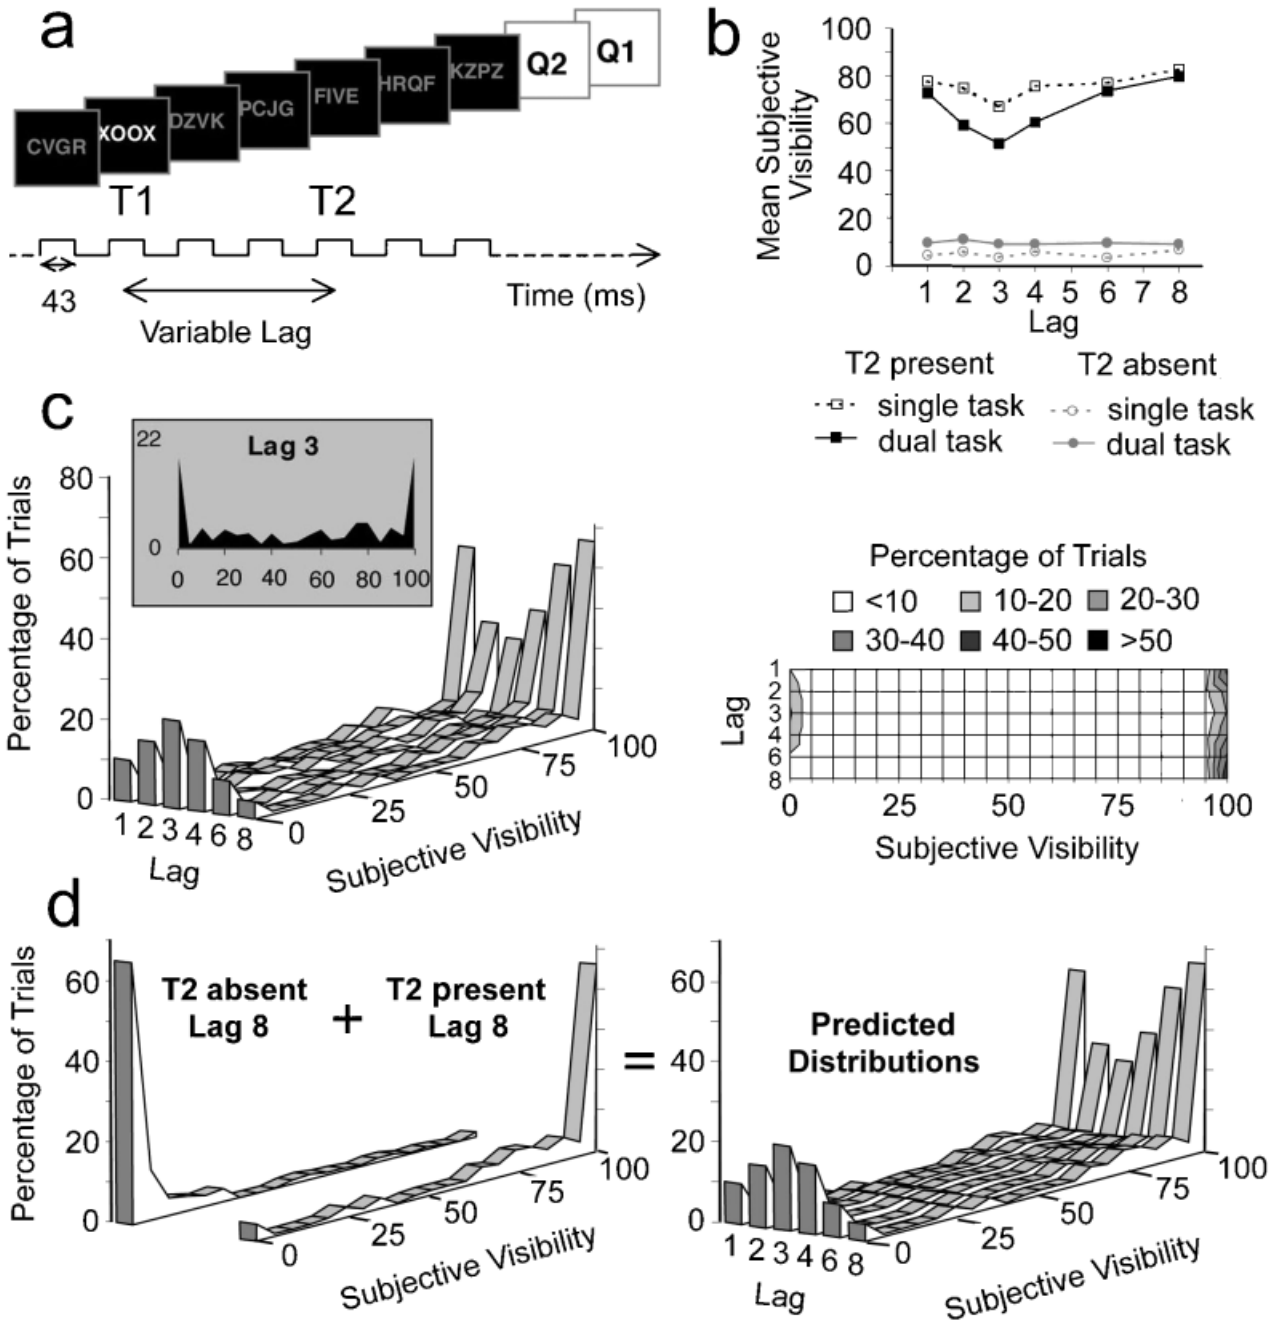 a
CVGR
XOOX
DZVK
PCJG
FIVE
HRQF
KZPZ
Q2
Q1
T1
T2
43
Time (ms)
Variable Lag
b
Mean Subjective
Visibility
100
80
60
40
20
0
1 2 3 4 5 6 7 8
Lag
T2 present
T2 absent
single task
single task
dual task
dual task
c
Percentage of Trials
80
60
40
20
0
22
0
Lag 3
0 20 40 60 80 100
1 2 3 4 6 8
Lag
0 25 50 75 100
Subjective Visibility
Percentage of Trials
<10 10-20 20-30
30-40 40-50 >50
Lag
1
2
3
4
6
8
0 25 50 75 100
Subjective Visibility
d
Percentage of Trials
60
40
20
0
T2 absent
Lag 8
+
T2 present
Lag 8
=
0 25 50 75 100
Subjective Visibility
60
40
20
0
Predicted
Distributions
1 2 3 4 6 8
Lag
0 25 50 75 100
Subjective Visibility